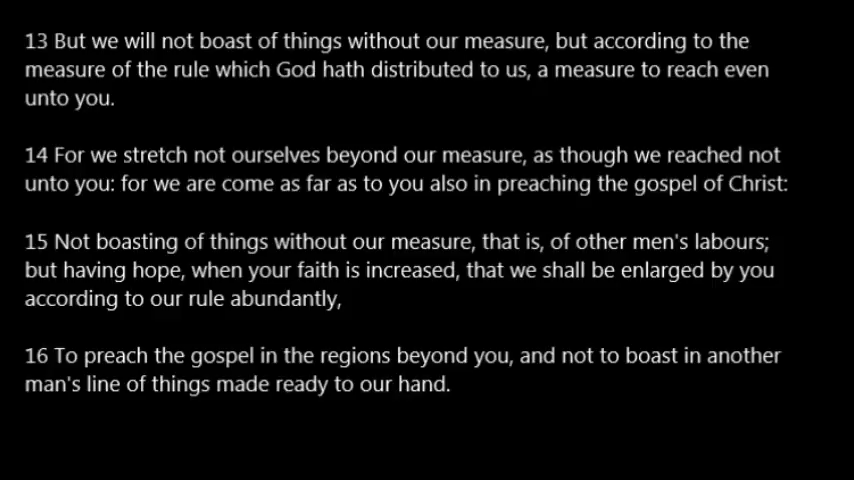 13 But we will not boast of things without our measure, but according to the
measure of the rule which God hath distributed to us, a measure to reach even
unto you.
14 For we stretch not ourselves beyond our measure, as though we reached not
unto you: for we are come as far as to you also in preaching the gospel of Christ:
15 Not boasting of things without our measure, that is, of other men's labours;
but having hope, when your faith is increased, that we shall be enlarged by you
according to our rule abundantly,
16 To preach the gospel in the regions beyond you, and not to boast in another
man's line of things made ready to our hand.